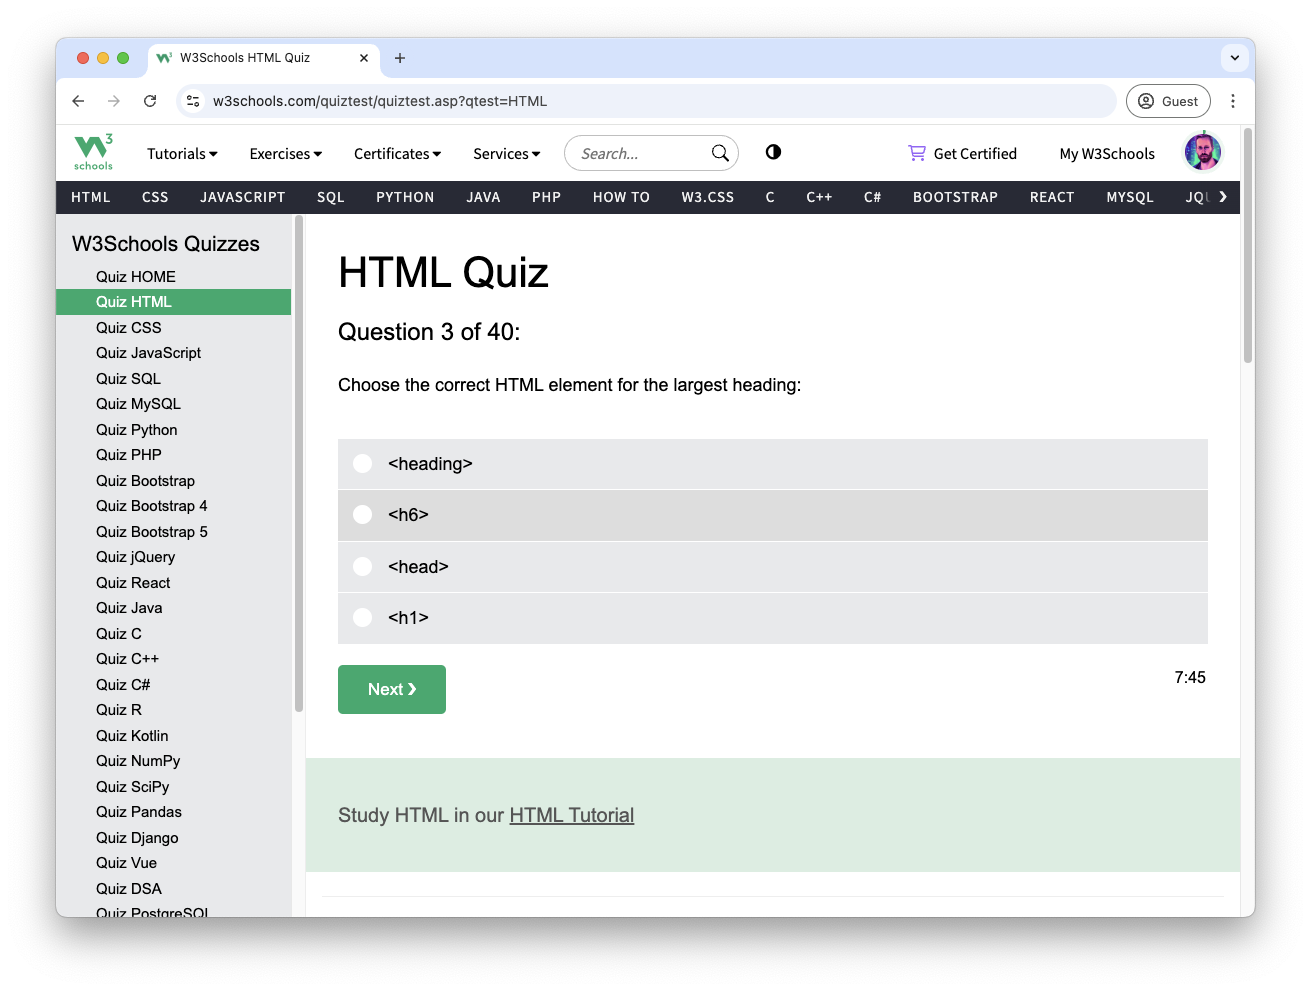 W3Schools HTML Quiz
w3schools.com/quiztest/quiztest.asp?qtest=HTML
Guest
W3 schools
Tutorials Exercises Certificates Services Search... Get Certified My W3Schools
HTML CSS JAVASCRIPT SQL PYTHON JAVA PHP HOW TO W3.CSS C C++ C# BOOTSTRAP REACT MYSQL JQ
W3Schools Quizzes
Quiz HOME
Quiz HTML
Quiz CSS
Quiz JavaScript
Quiz SQL
Quiz MySQL
Quiz Python
Quiz PHP
Quiz Bootstrap
Quiz Bootstrap 4
Quiz Bootstrap 5
Quiz jQuery
Quiz React
Quiz Java
Quiz C
Quiz C++
Quiz C#
Quiz R
Quiz Kotlin
Quiz NumPy
Quiz SciPy
Quiz Pandas
Quiz Django
Quiz Vue
Quiz DSA
Quiz PostgreSQL
HTML Quiz
Question 3 of 40:
Choose the correct HTML element for the largest heading:
<heading>
<h6>
<head>
<h1>
Next ❯
7:45
Study HTML in our HTML Tutorial